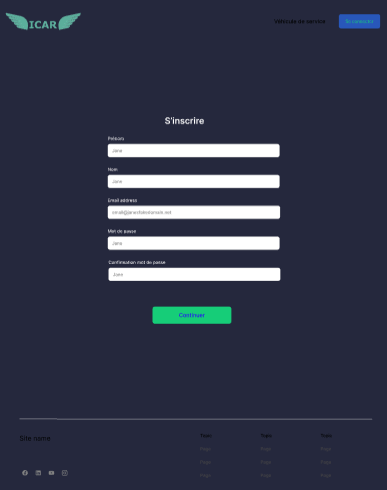 ICAR
Véhicule de service
Se connecter
S'inscrire
Prénom
Jane
Nom
Jane
Email address
email@janesfakedomain.net
Mot de passe
Jane
Confirmation mot de passe
Jane
Continuer
Site name
Topic
Topic
Topic
Page
Page
Page
Page
Page
Page
Page
Page
Page